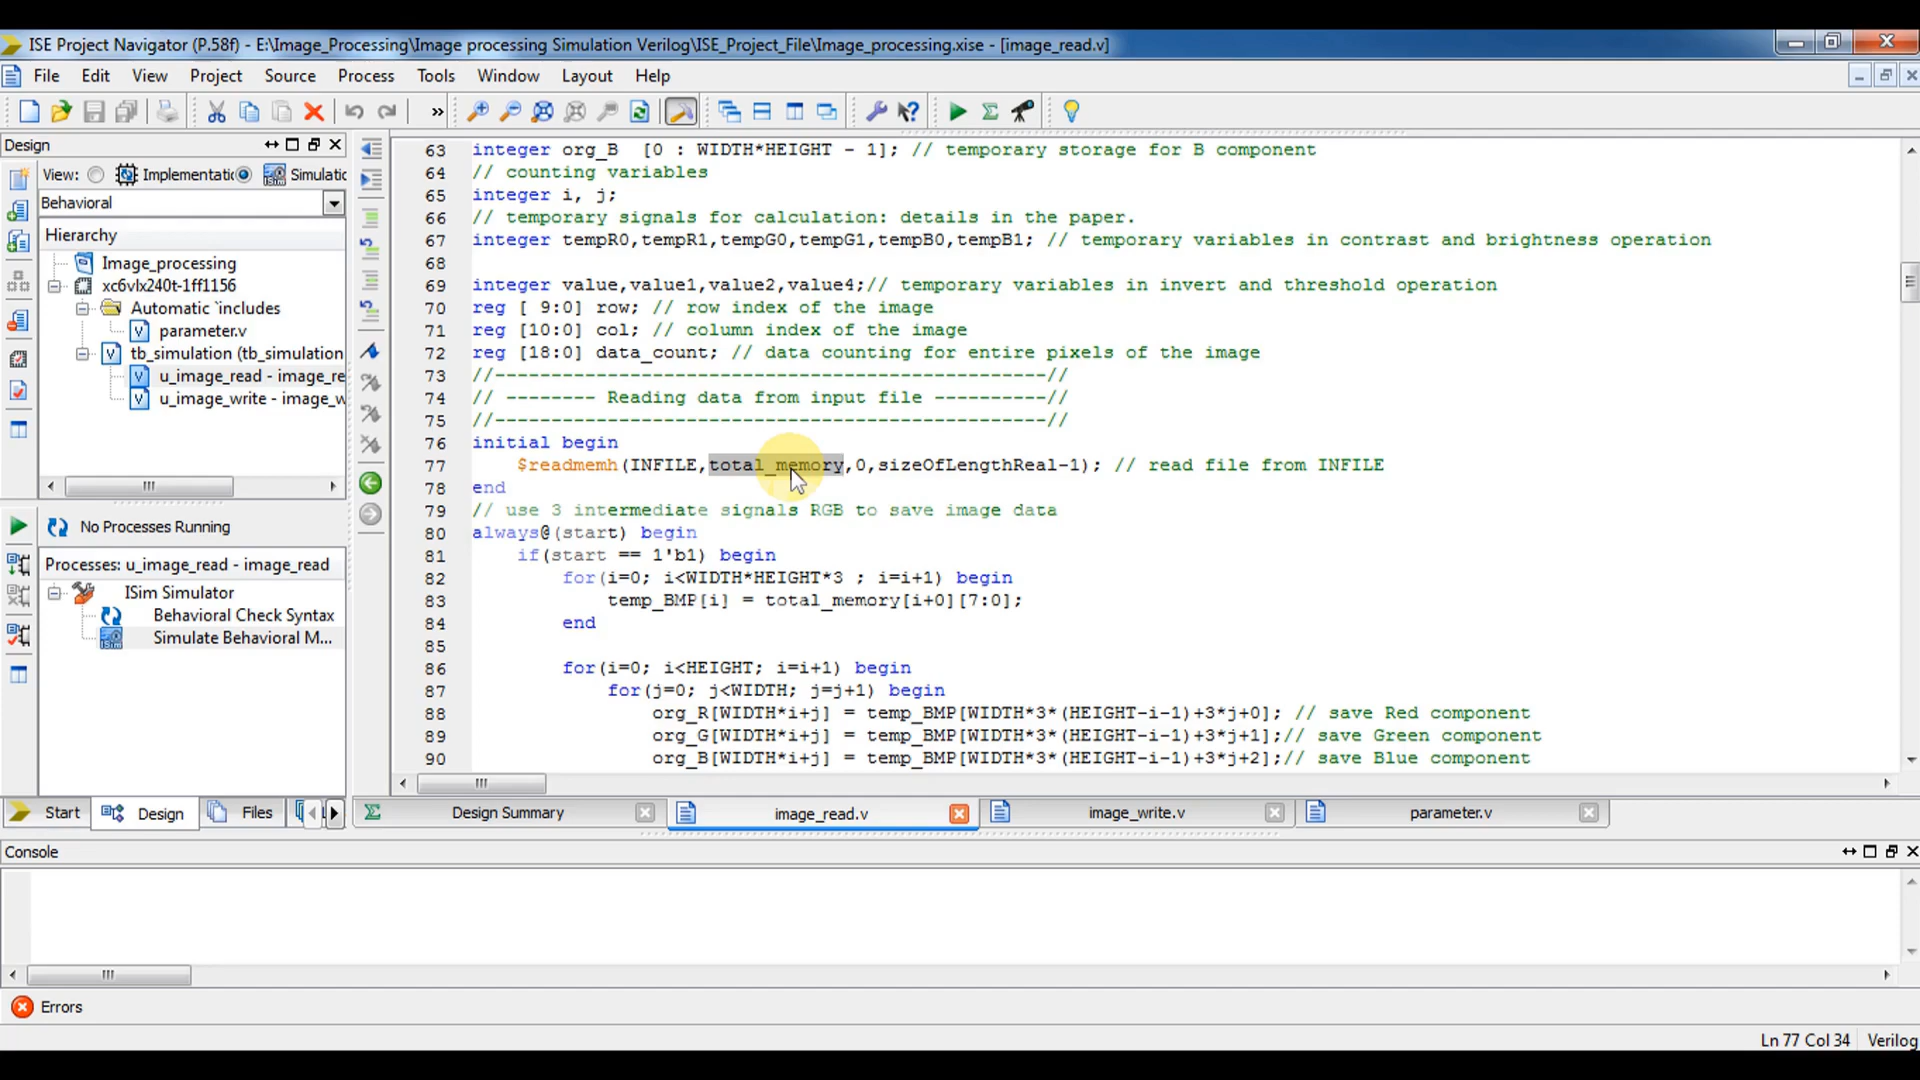 ISE Project Navigator (P.58f) - E:\Image_Processing\Image processing Simulation Verilog\ISE_Project_File\Image_processing.xise - [image_read.v]
File Edit View Project Source Process Tools Window Layout Help
Design
View: Implementatic Simulatic
Behavioral
Hierarchy
Image_processing
xc6vlx240t-1ff1156
Automatic `includes
parameter.v
tb_simulation (tb_simulation
u_image_read - image_re
u_image_write - image_w
No Processes Running
Processes: u_image_read - image_read
ISim Simulator
Behavioral Check Syntax
Simulate Behavioral M...
Start Design Files
63 integer org_B [0 : WIDTH*HEIGHT - 1]; // temporary storage for B component
64 // counting variables
65 integer i, j;
66 // temporary signals for calculation: details in the paper.
67 integer tempR0,tempR1,tempG0,tempG1,tempB0,tempB1; // temporary variables in contrast and brightness operation
68
69 integer value,value1,value2,value4;// temporary variables in invert and threshold operation
70 reg [ 9:0] row; // row index of the image
71 reg [10:0] col; // column index of the image
72 reg [18:0] data_count; // data counting for entire pixels of the image
73 //-------------------------------------------------//
74 // -------- Reading data from input file ----------//
75 //-------------------------------------------------//
76 initial begin
77 $readmemh(INFILE,total_memory,0,sizeOfLengthReal-1); // read file from INFILE
78 end
79 // use 3 intermediate signals RGB to save image data
80 always@(start) begin
81 if(start == 1'b1) begin
82 for(i=0; i<WIDTH*HEIGHT*3 ; i=i+1) begin
83 temp_BMP[i] = total_memory[i+0][7:0];
84 end
85
86 for(i=0; i<HEIGHT; i=i+1) begin
87 for(j=0; j<WIDTH; j=j+1) begin
88 org_R[WIDTH*i+j] = temp_BMP[WIDTH*3*(HEIGHT-i-1)+3*j+0]; // save Red component
89 org_G[WIDTH*i+j] = temp_BMP[WIDTH*3*(HEIGHT-i-1)+3*j+1];// save Green component
90 org_B[WIDTH*i+j] = temp_BMP[WIDTH*3*(HEIGHT-i-1)+3*j+2];// save Blue component
Design Summary image_read.v image_write.v parameter.v
Console
Errors
Ln 77 Col 34 Verilog